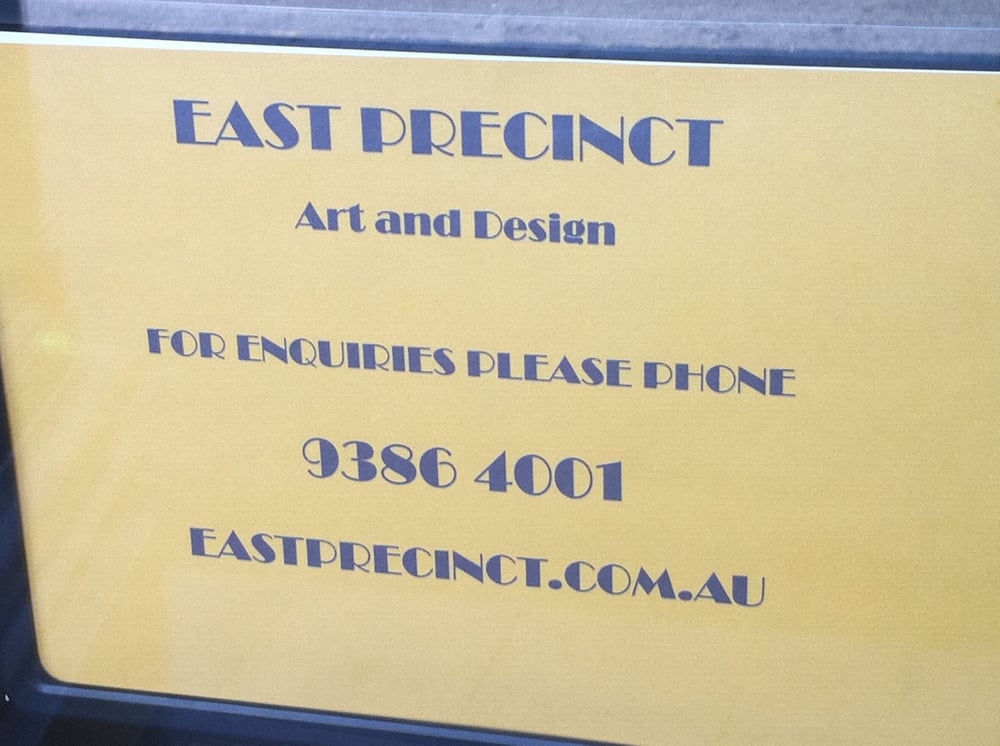 EAST PRECINCT
Art and Design
FOR ENQUIRIES PLEASE PHONE
9386 4001
EASTPRECINCT.COM.AU